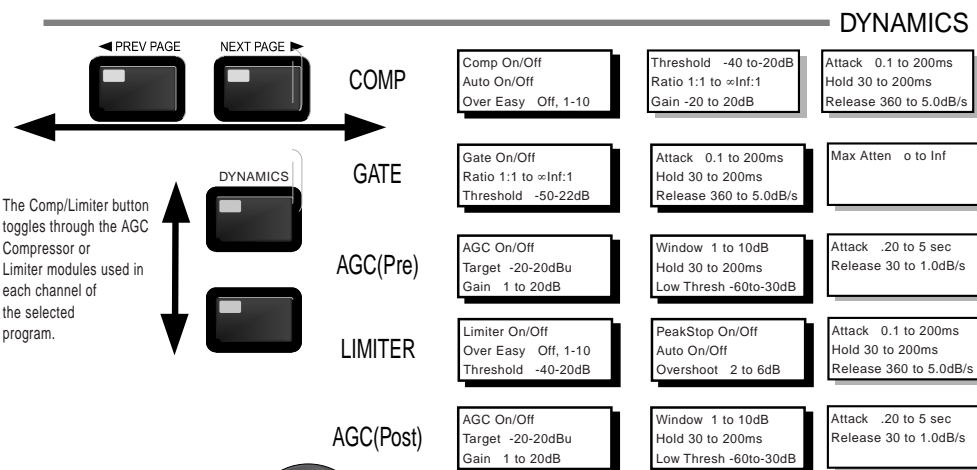 DYNAMICS
◄ PREV PAGE NEXT PAGE ►
COMP
Comp On/Off
Auto On/Off
Over Easy Off, 1-10
Threshold -40 to-20dB
Ratio 1:1 to ∞Inf:1
Gain -20 to 20dB
Attack 0.1 to 200ms
Hold 30 to 200ms
Release 360 to 5.0dB/s
DYNAMICS
The Comp/Limiter button
toggles through the AGC
Compressor or
Limiter modules used in
each channel of
the selected
program.
GATE
Gate On/Off
Ratio 1:1 to ∞Inf:1
Threshold -50-22dB
Attack 0.1 to 200ms
Hold 30 to 200ms
Release 360 to 5.0dB/s
Max Atten o to Inf
AGC(Pre)
AGC On/Off
Target -20-20dBu
Gain 1 to 20dB
Window 1 to 10dB
Hold 30 to 200ms
Low Thresh -60to-30dB
Attack .20 to 5 sec
Release 30 to 1.0dB/s
LIMITER
Limiter On/Off
Over Easy Off, 1-10
Threshold -40-20dB
PeakStop On/Off
Auto On/Off
Overshoot 2 to 6dB
Attack 0.1 to 200ms
Hold 30 to 200ms
Release 360 to 5.0dB/s
AGC(Post)
AGC On/Off
Target -20-20dBu
Gain 1 to 20dB
Window 1 to 10dB
Hold 30 to 200ms
Low Thresh -60to-30dB
Attack .20 to 5 sec
Release 30 to 1.0dB/s